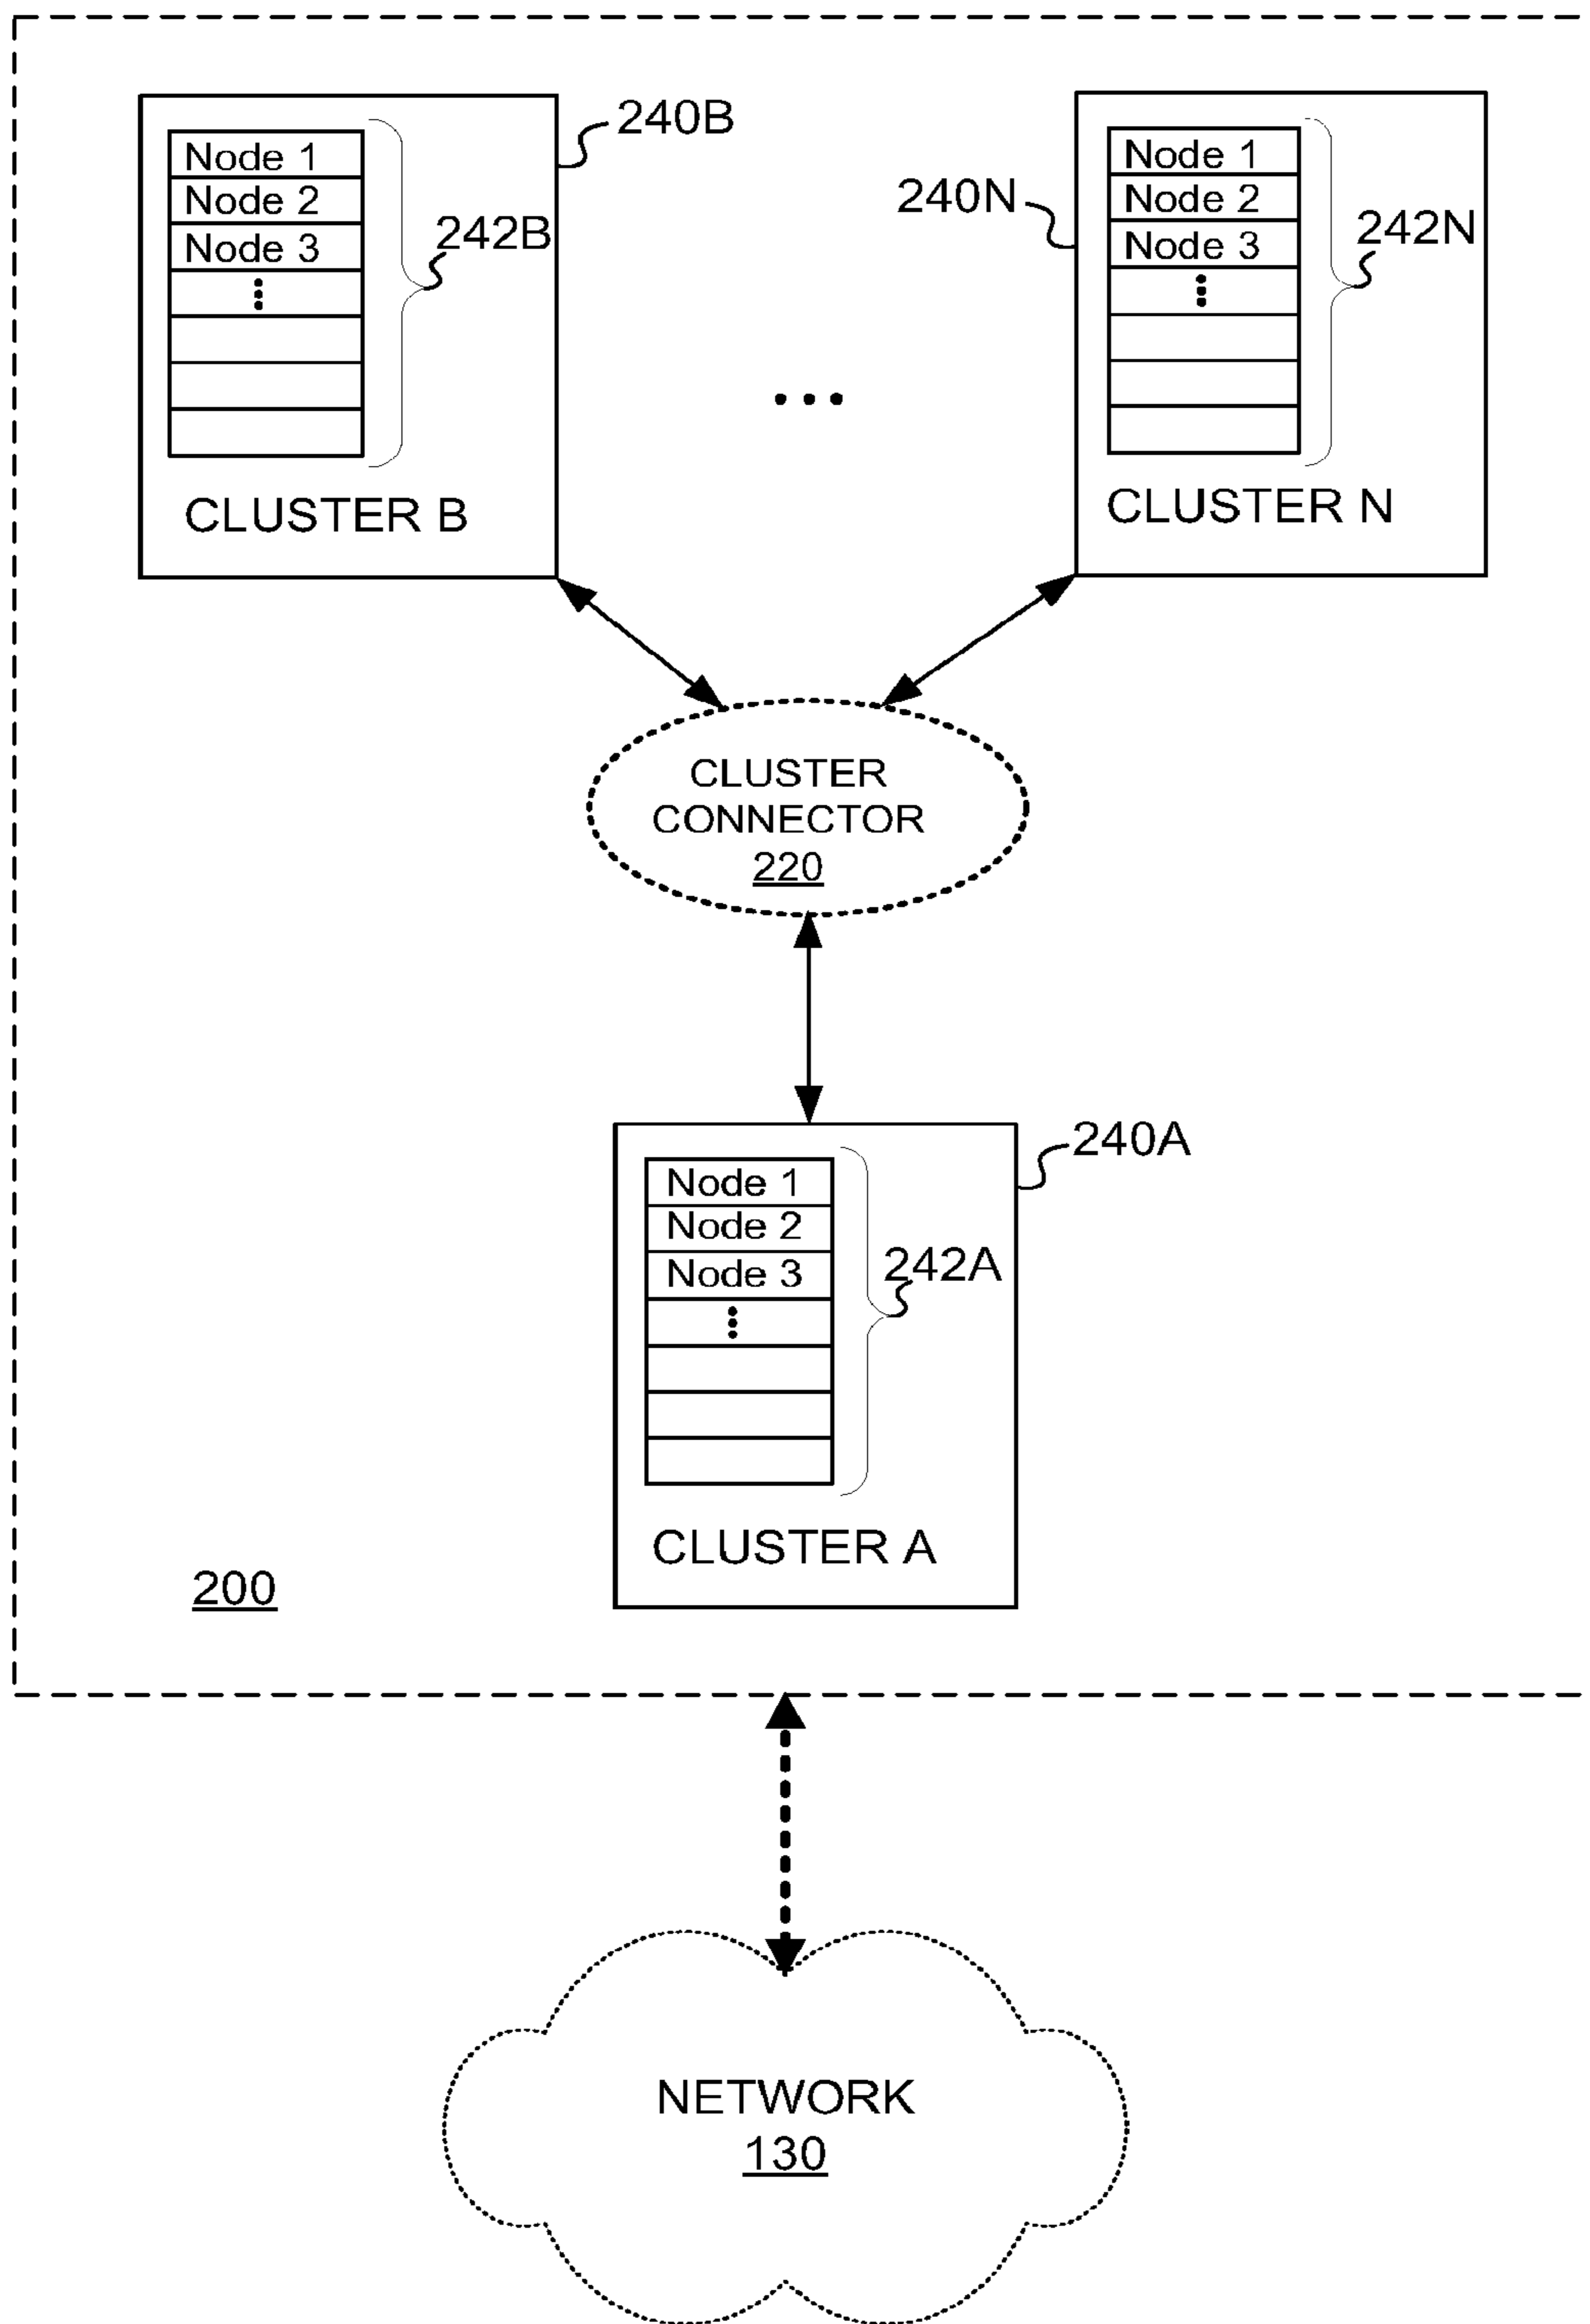 240B
Node 1
Node 2
Node 3
242B
CLUSTER B
240N
Node 1
Node 2
Node 3
242N
CLUSTER N
CLUSTER
CONNECTOR
220
240A
Node 1
Node 2
Node 3
242A
CLUSTER A
200
NETWORK
130